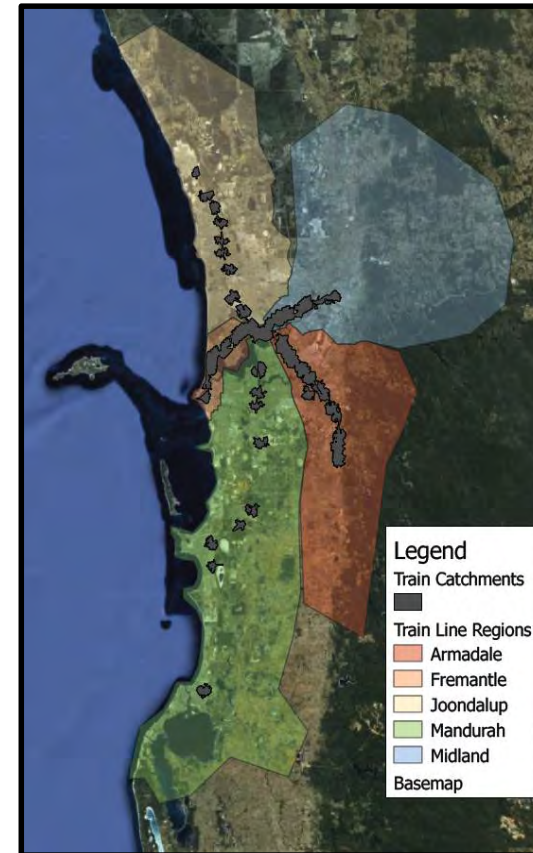 Legend
Train Catchments
Train Line Regions
Armadale
Fremantle
Joondalup
Mandurah
Midland
Basemap